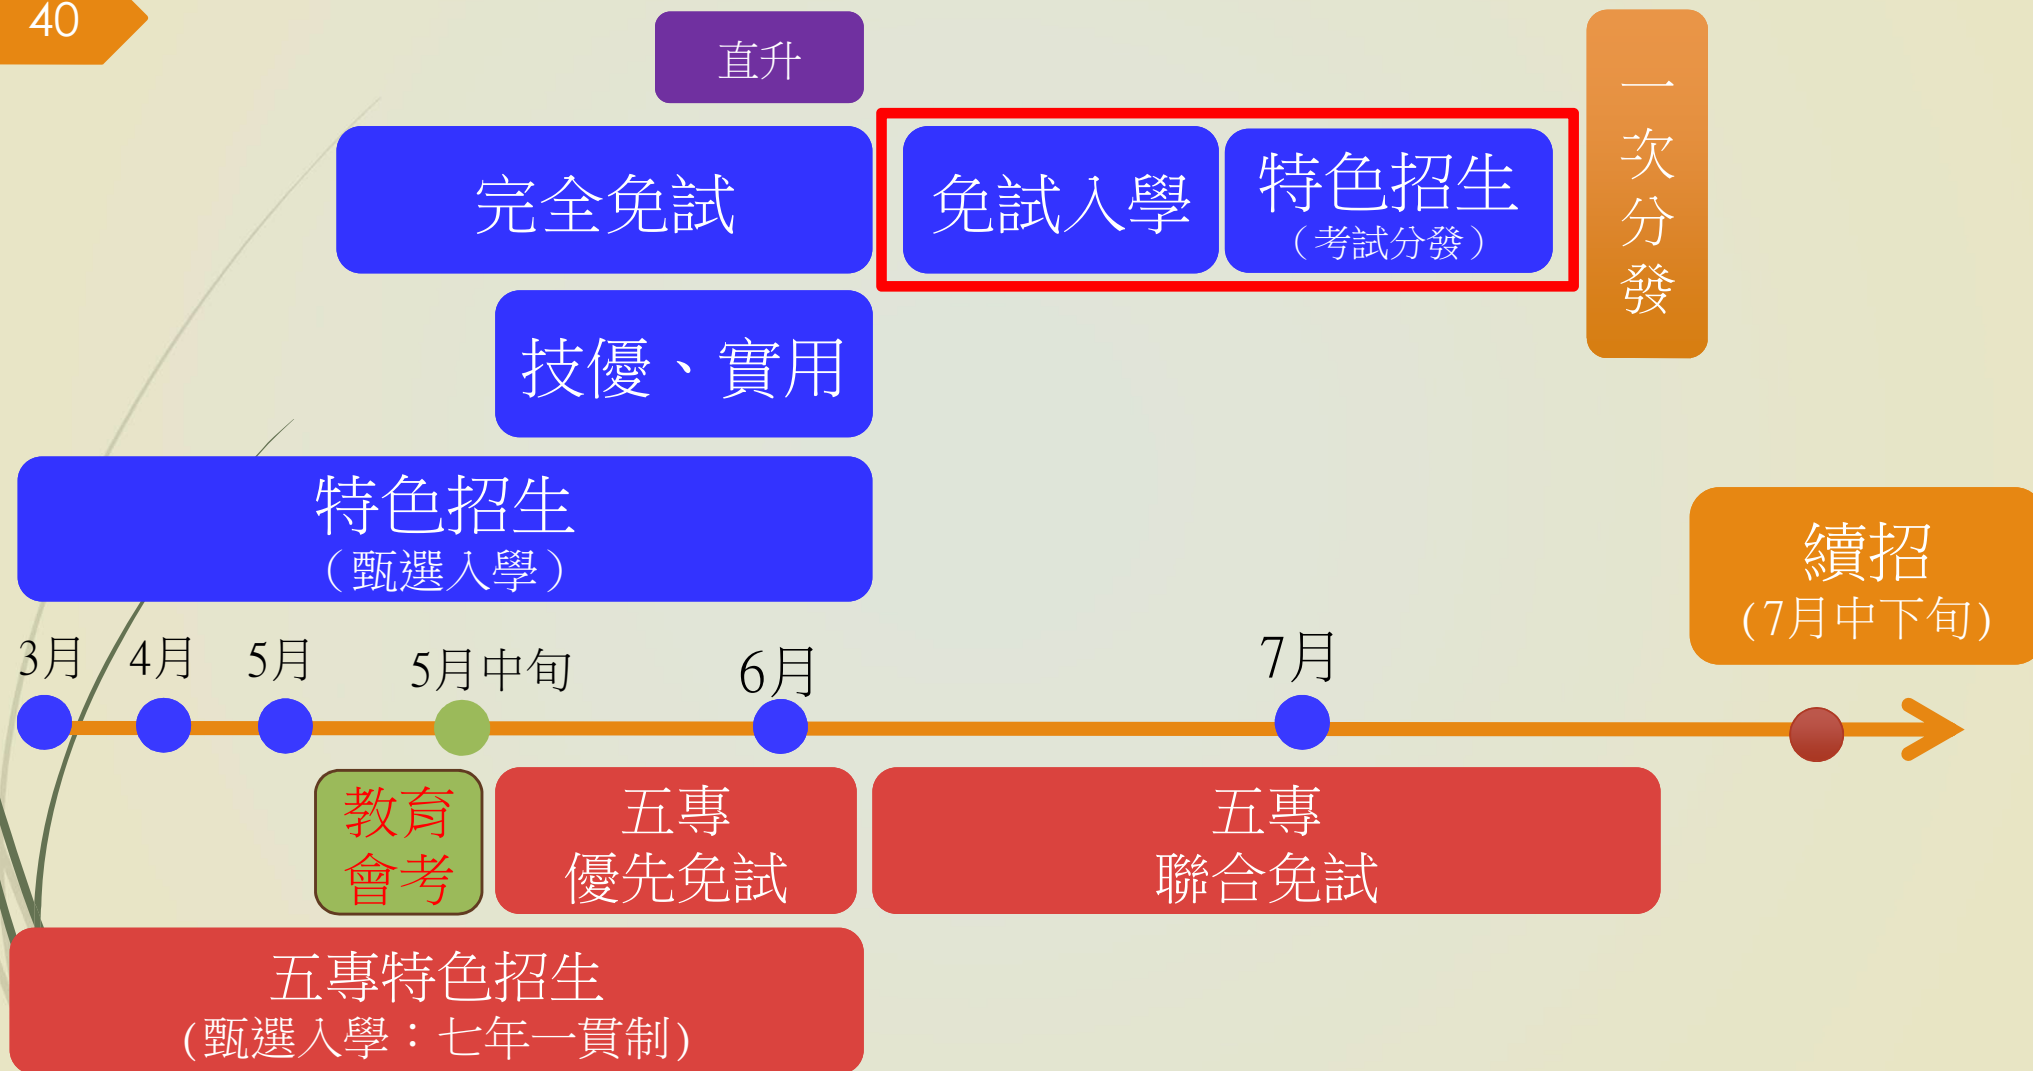 40
直升
完全免試
免試入學
特色招生
（考試分發）
一
次
分
發
技優、實用
特色招生
（甄選入學）
續招
(7月中下旬)
3月
4月
5月
5月中旬
6月
7月
教育
會考
五專
優先免試
五專
聯合免試
五專特色招生
(甄選入學：七年一貫制)